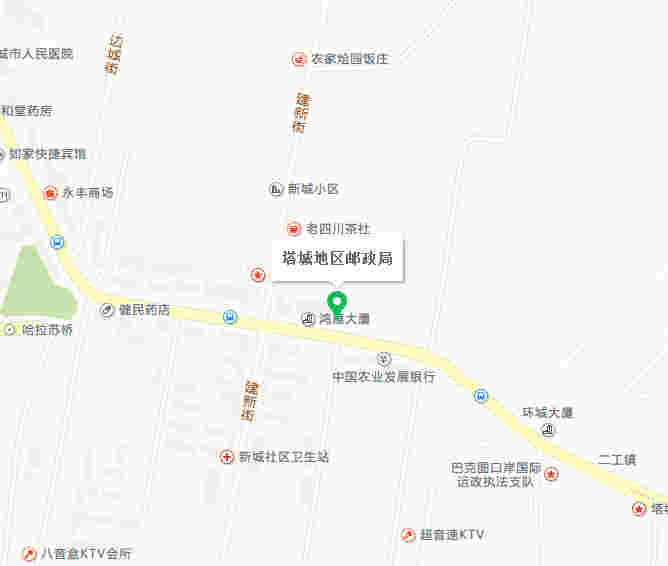 边城街
城市人民医院
农家烩园饭庄
和堂药房
建新街
如家快捷宾馆
永丰商场
新城小区
老四川茶社
塔城地区邮政局
健民药店
哈拉苏桥
中国农业发展银行
建新街
环城大厦
新城社区卫生站
二工镇
巴克图口岸国际
运政执法支队
超音速KTV
八音盒KTV会所